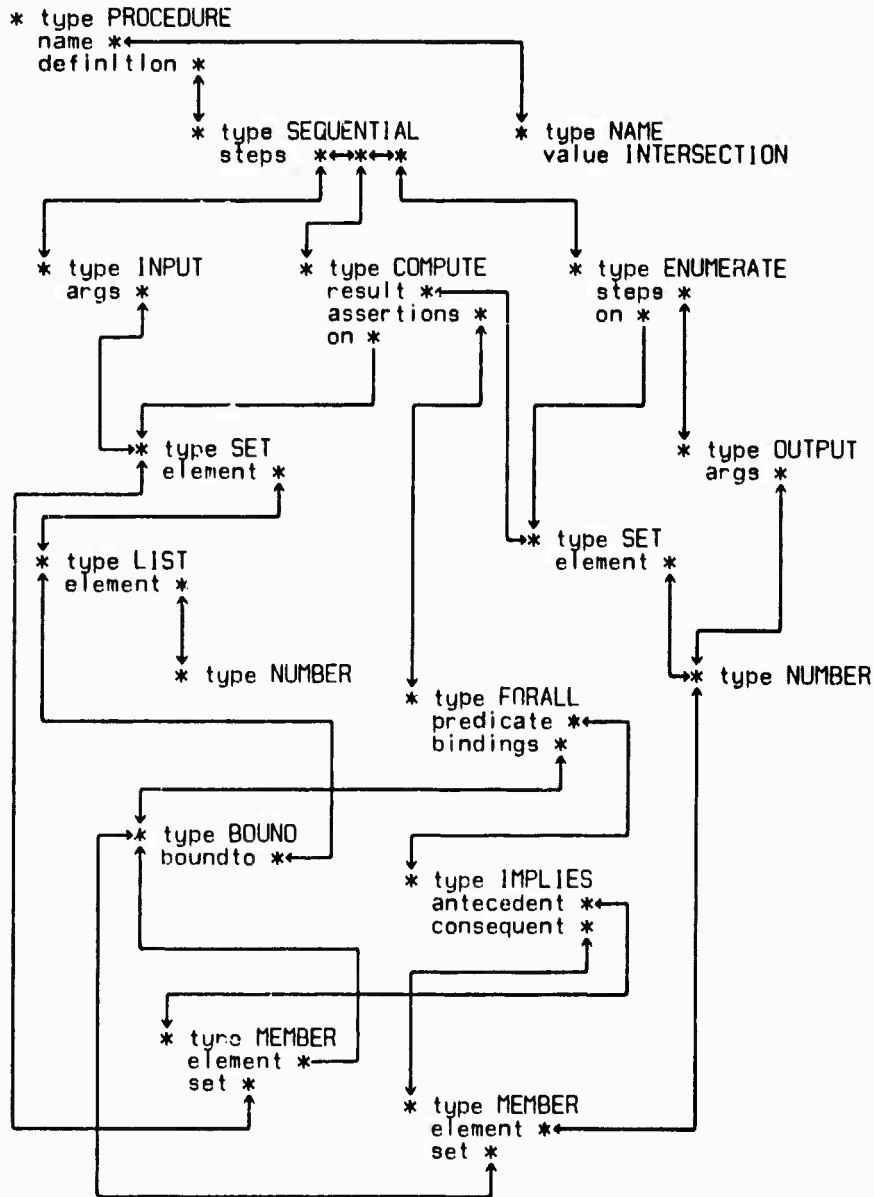 * type PROCEDURE
name *
definition *
* type SEQUENTIAL
steps * * *
* type NAME
value INTERSECTION
* type INPUT
args *
* type COMPUTE
result *
assertions *
on *
* type ENUMERATE
steps *
on *
* type SET
element *
* type OUTPUT
args *
* type LIST
element *
* type SET
element *
* type NUMBER
* type NUMBER
* type FORALL
predicate *
bindings *
* type BOUND
boundto *
* type IMPLIES
antecedent *
consequent *
* type MEMBER
element *
set *
* type MEMBER
element *
set *